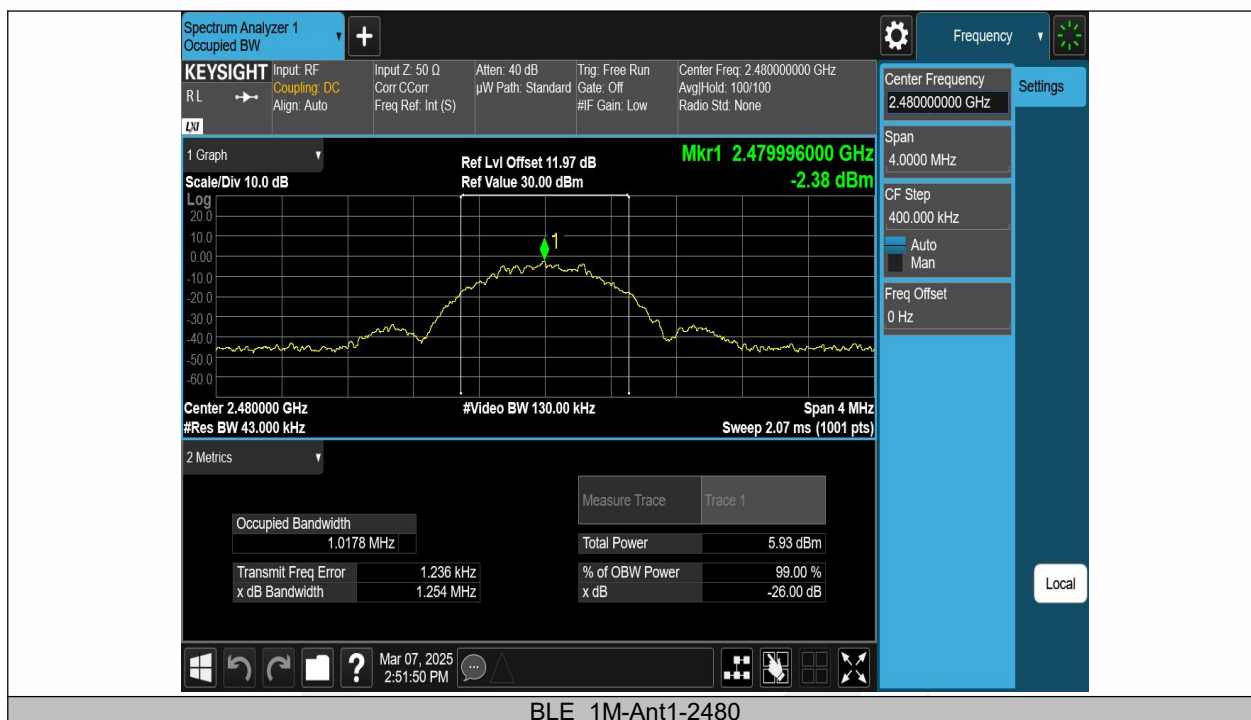 Spectrum Analyzer 1
Occupied BW
+
Frequency
KEYSIGHT
R L
LXI
Input: RF
Coupling: DC
Align: Auto
Input Z: 50 Ω
Corr CCorr
Freq Ref: Int (S)
Atten: 40 dB
µW Path: Standard
Trig: Free Run
Gate: Off
#IF Gain: Low
Center Freq: 2.480000000 GHz
Avg|Hold: 100/100
Radio Std: None
Center Frequency
2.480000000 GHz
Settings
Span
4.0000 MHz
CF Step
400.000 kHz
Auto
Man
Freq Offset
0 Hz
Local
1 Graph
Scale/Div 10.0 dB
Ref Lvl Offset 11.97 dB
Ref Value 30.00 dBm
Mkr1 2.479996000 GHz
-2.38 dBm
Log
20.0
10.0
0.00
-10.0
-20.0
-30.0
-40.0
-50.0
-60.0
1
Center 2.480000 GHz
#Video BW 130.00 kHz
Span 4 MHz
#Res BW 43.000 kHz
Sweep 2.07 ms (1001 pts)
2 Metrics
Measure Trace Trace 1
Occupied Bandwidth
1.0178 MHz
Total Power 5.93 dBm
Transmit Freq Error 1.236 kHz
% of OBW Power 99.00 %
x dB Bandwidth 1.254 MHz
x dB -26.00 dB
?
Mar 07, 2025
2:51:50 PM
BLE_1M-Ant1-2480